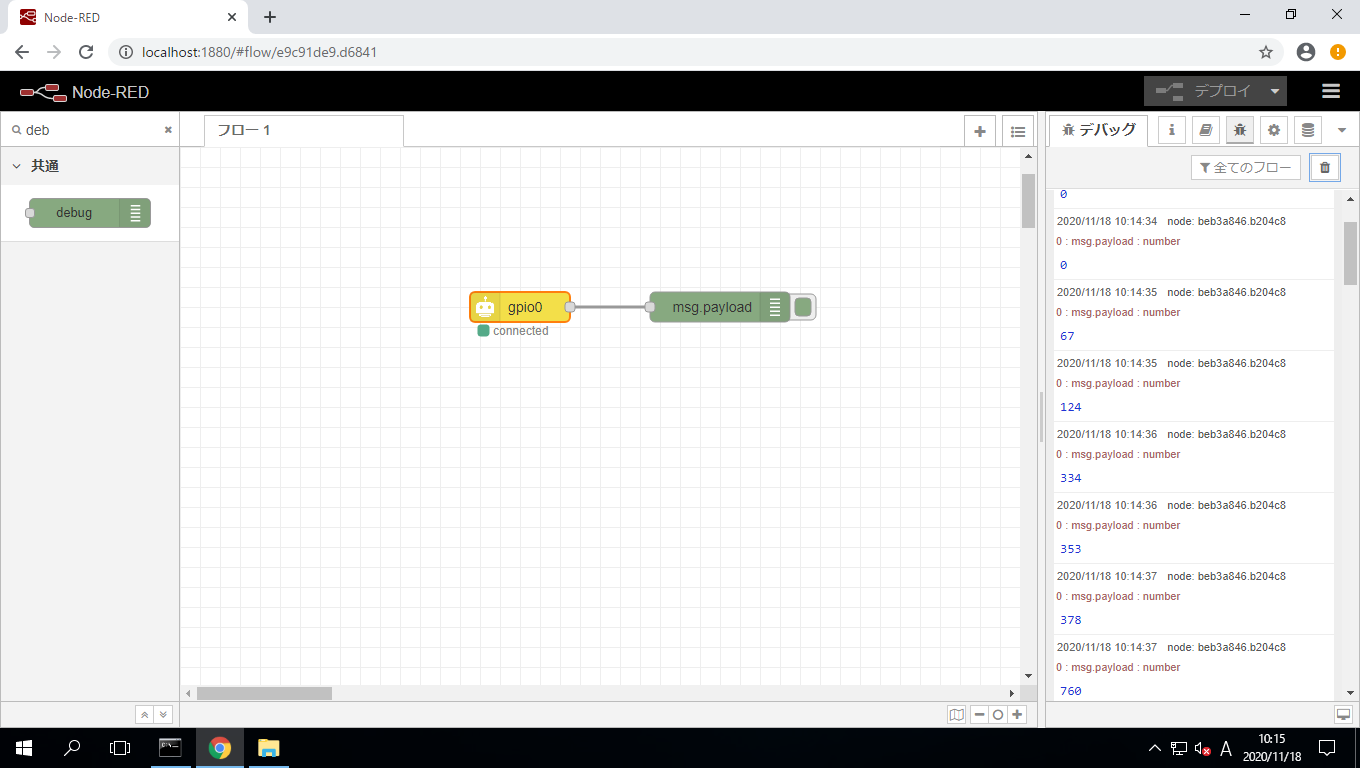 Node-RED
localhost:1880/#flow/e9c91de9.d6841
Node-RED
デプロイ
deb
フロー 1
デバッグ
共通
全てのフロー
debug
0
2020/11/18 10:14:34 node: beb3a846.b204c8
0 : msg.payload : number
0
2020/11/18 10:14:35 node: beb3a846.b204c8
0 : msg.payload : number
67
gpio0
msg.payload
connected
2020/11/18 10:14:35 node: beb3a846.b204c8
0 : msg.payload : number
124
2020/11/18 10:14:36 node: beb3a846.b204c8
0 : msg.payload : number
334
2020/11/18 10:14:36 node: beb3a846.b204c8
0 : msg.payload : number
353
2020/11/18 10:14:37 node: beb3a846.b204c8
0 : msg.payload : number
378
2020/11/18 10:14:37 node: beb3a846.b204c8
0 : msg.payload : number
760
A
10:15
2020/11/18